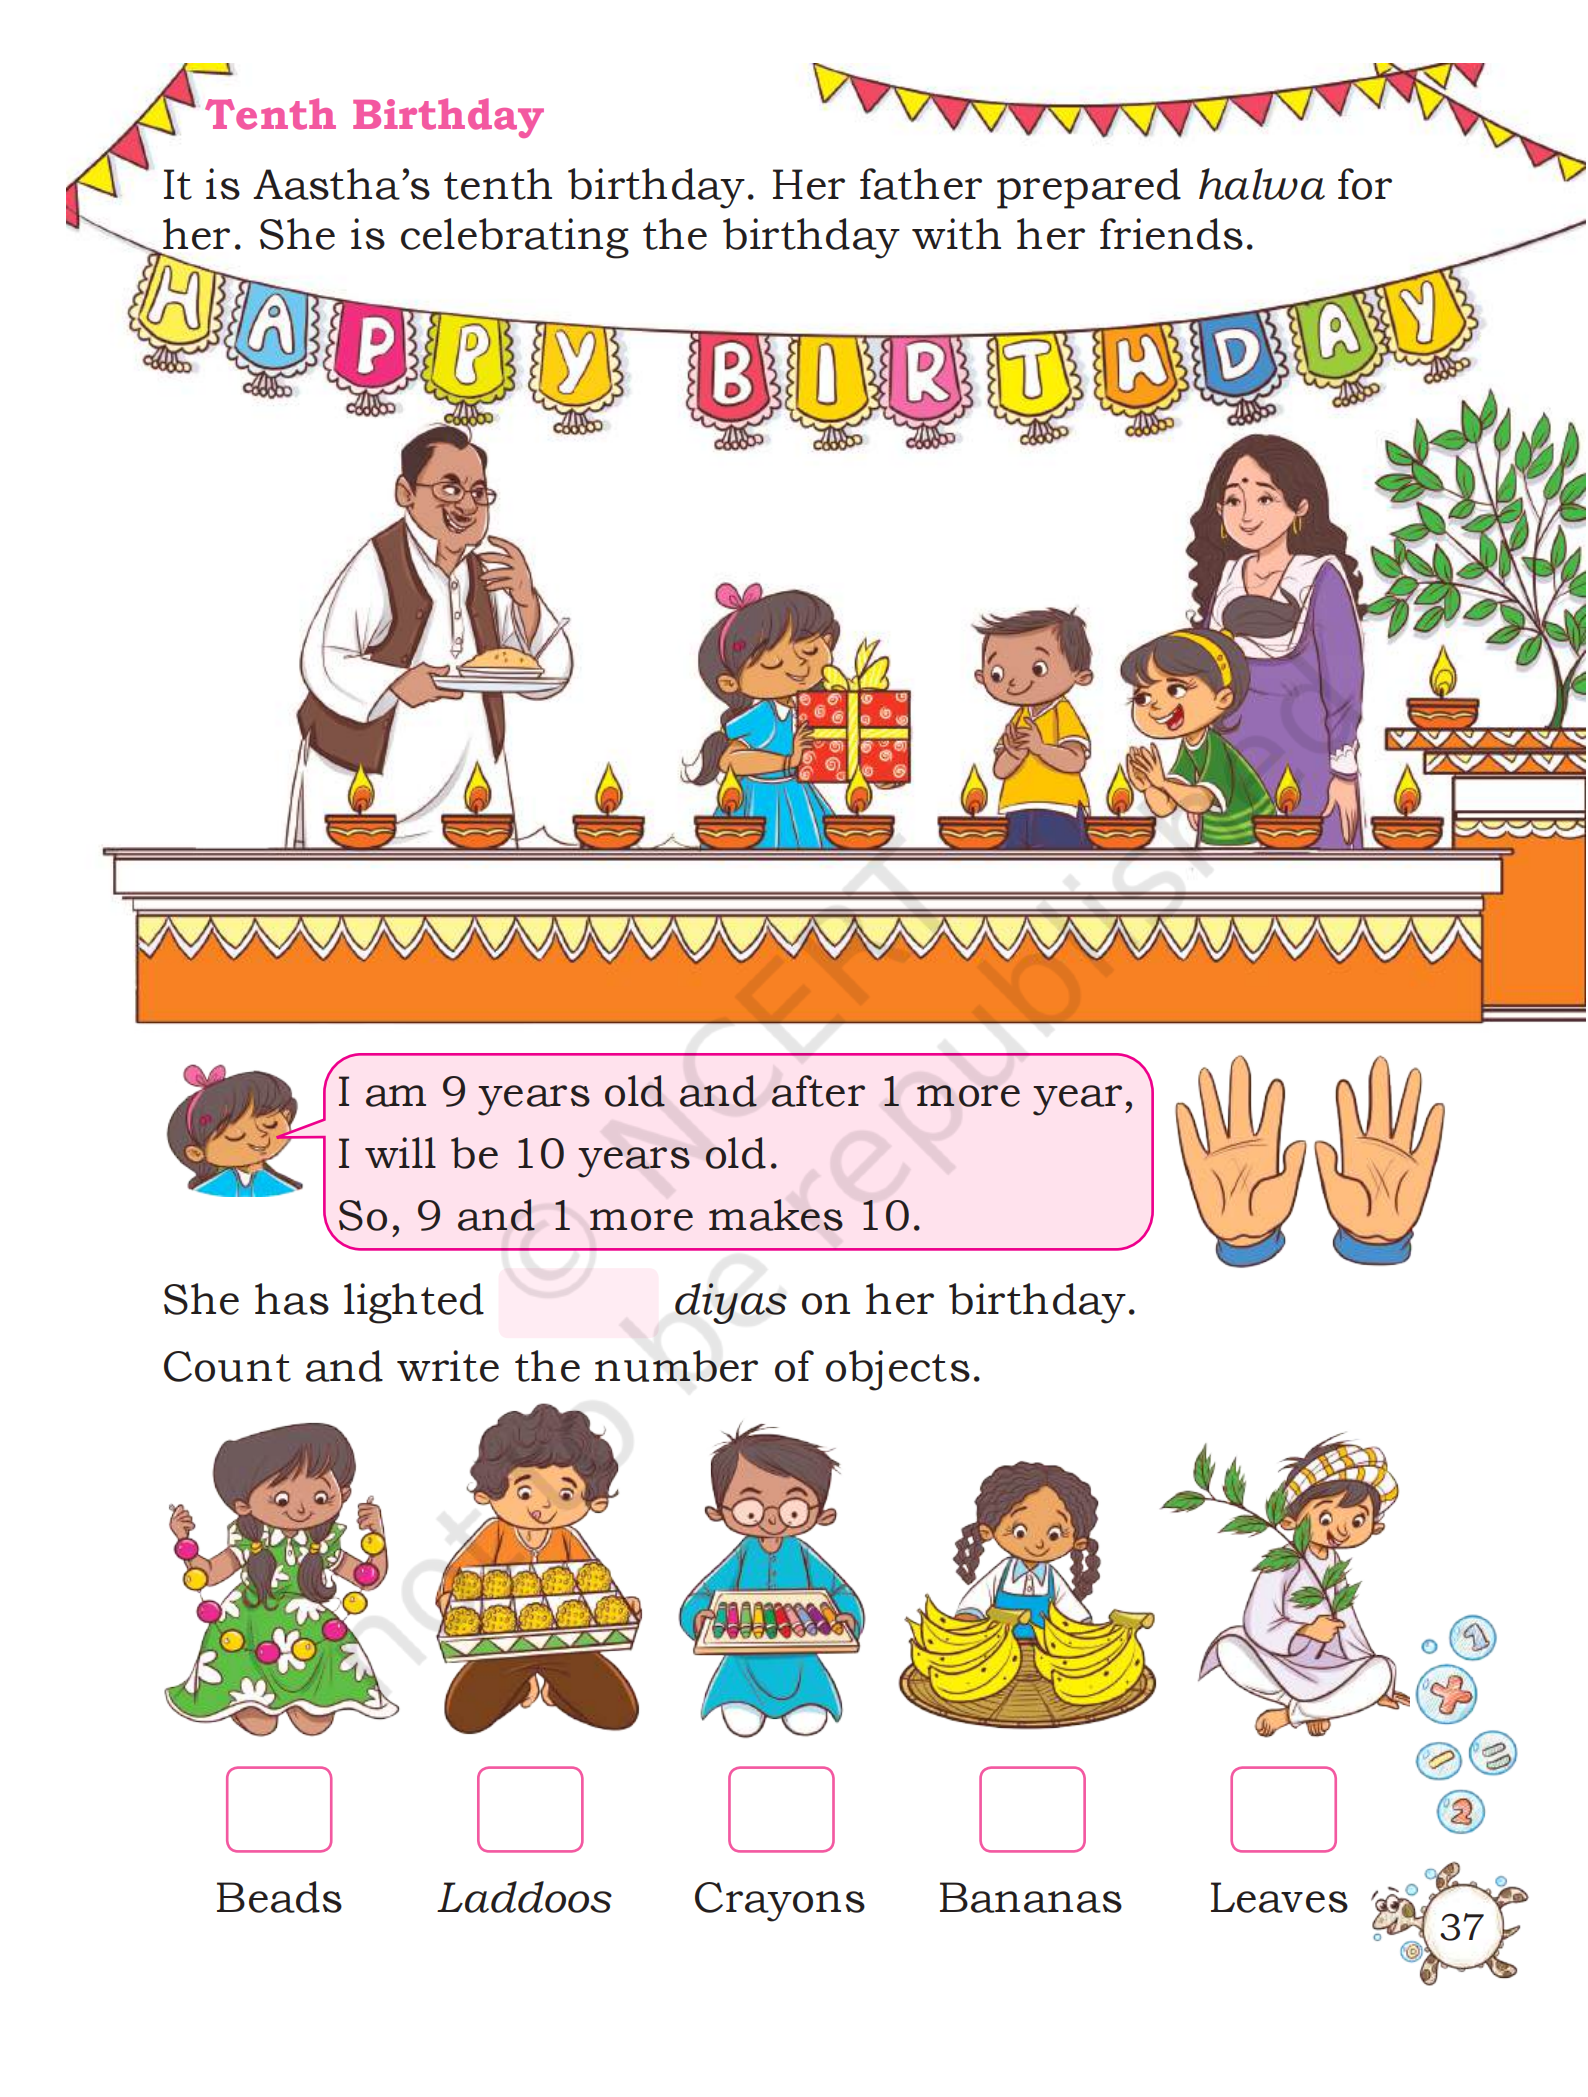 Tenth Birthday
It is Aastha’s tenth birthday. Her father prepared halwa for
her. She is celebrating the birthday with her friends.
HAPPY BIRTHDAY
I am 9 years old and after 1 more year,
I will be 10 years old.
So, 9 and 1 more makes 10.
She has lighted diyas on her birthday.
Count and write the number of objects.
1
+
- =
2
Beads Laddoos Crayons Bananas Leaves
37
© NCERT
not to be republished